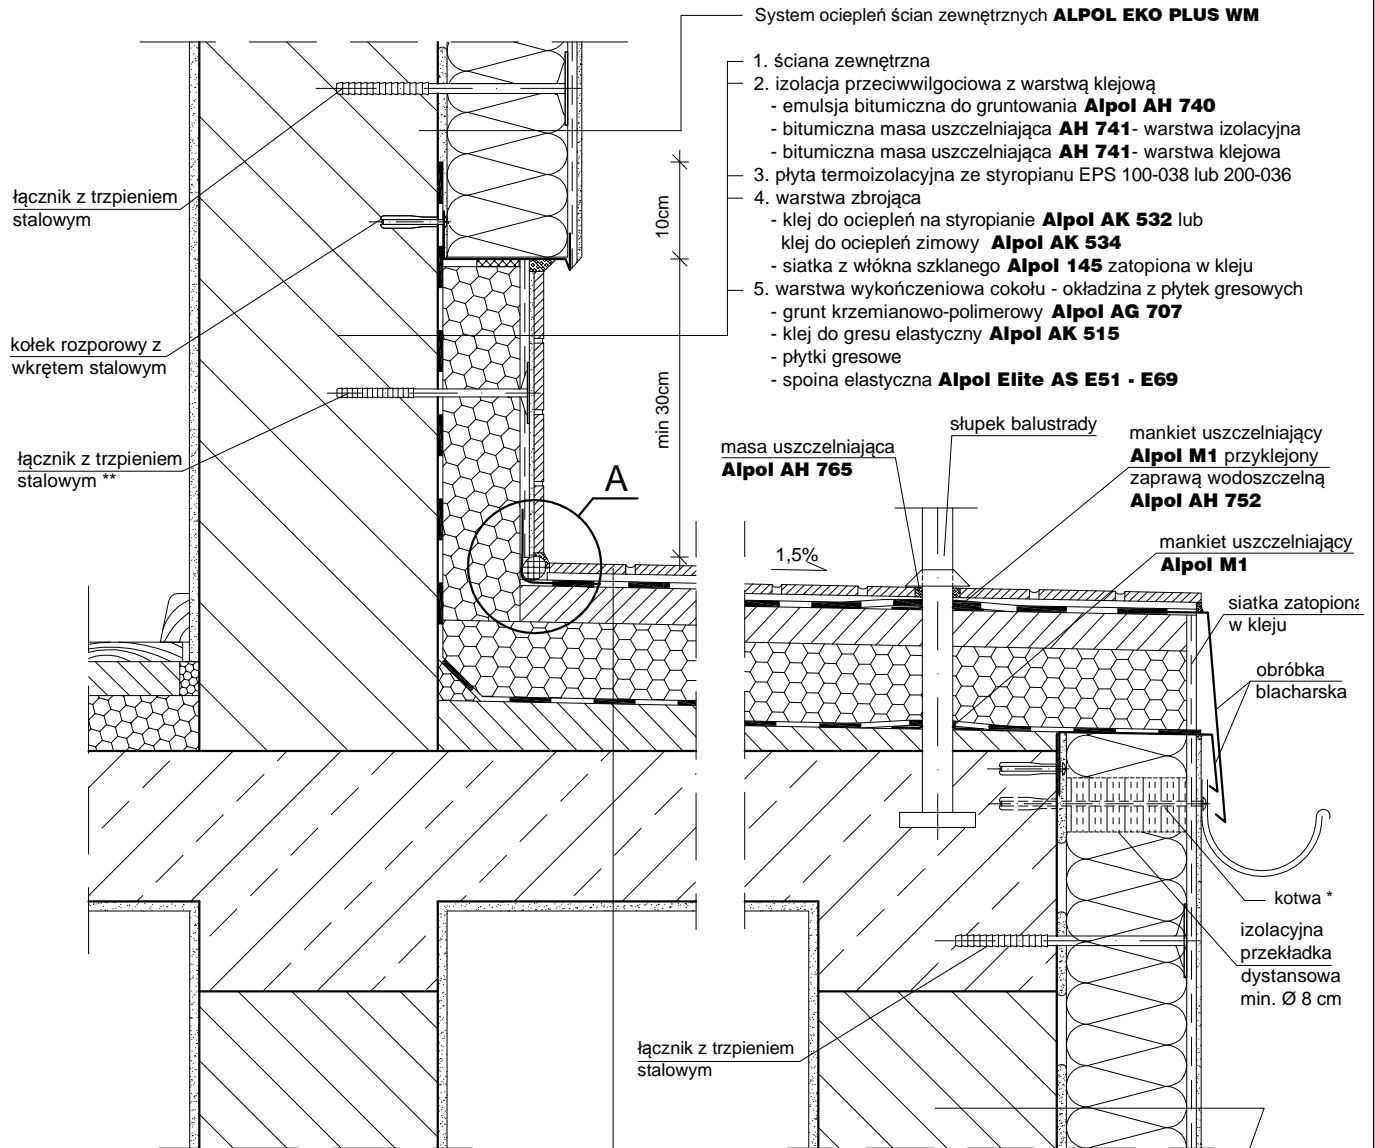 System ociepleń ścian zewnętrznych ALPOL EKO PLUS WM
1. ściana zewnętrzna
2. izolacja przeciwwilgociowa z warstwą klejową
- emulsja bitumiczna do gruntowania Alpol AH 740
- bitumiczna masa uszczelniająca AH 741- warstwa izolacyjna
- bitumiczna masa uszczelniająca AH 741- warstwa klejowa
3. płyta termoizolacyjna ze styropianu EPS 100-038 lub 200-036
4. warstwa zbrojąca
- klej do ociepleń na styropianie Alpol AK 532 lub
klej do ociepleń zimowy Alpol AK 534
- siatka z włókna szklanego Alpol 145 zatopiona w kleju
5. warstwa wykończeniowa cokołu - okładzina z płytek gresowych
- grunt krzemianowo-polimerowy Alpol AG 707
- klej do gresu elastyczny Alpol AK 515
- płytki gresowe
- spoina elastyczna Alpol Elite AS E51 - E69
łącznik z trzpieniem
stalowym
kołek rozporowy z
wkrętem stalowym
łącznik z trzpieniem
stalowym **
10cm
min 30cm
A
masa uszczelniająca
Alpol AH 765
słupek balustrady
mankiet uszczelniający
Alpol M1 przyklejony
zaprawą wodoszczelną
Alpol AH 752
1,5%
mankiet uszczelniający
Alpol M1
siatka zatopiona
w kleju
obróbka
blacharska
kotwa *
izolacyjna
przekładka
dystansowa
min. Ø 8 cm
łącznik z trzpieniem
stalowym